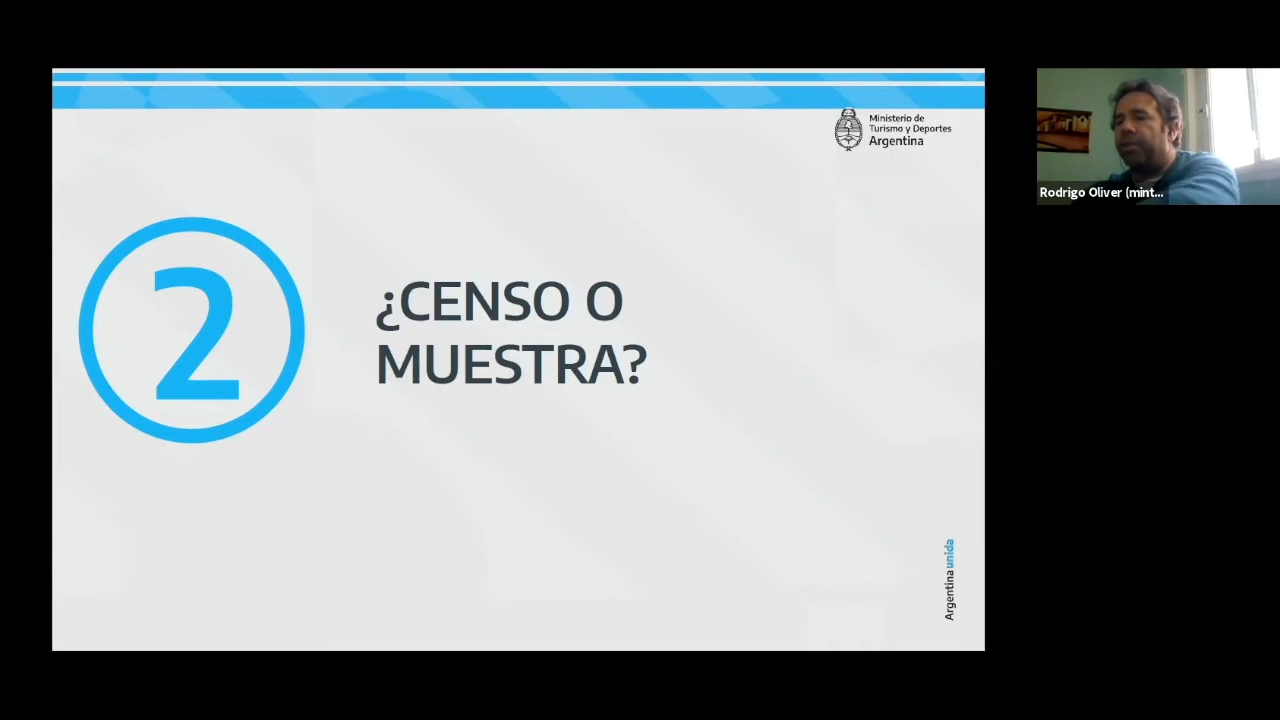 Ministerio de
Turismo y Deportes
Argentina
2
¿CENSO O
MUESTRA?
Argentina unida
Rodrigo Oliver (mint...